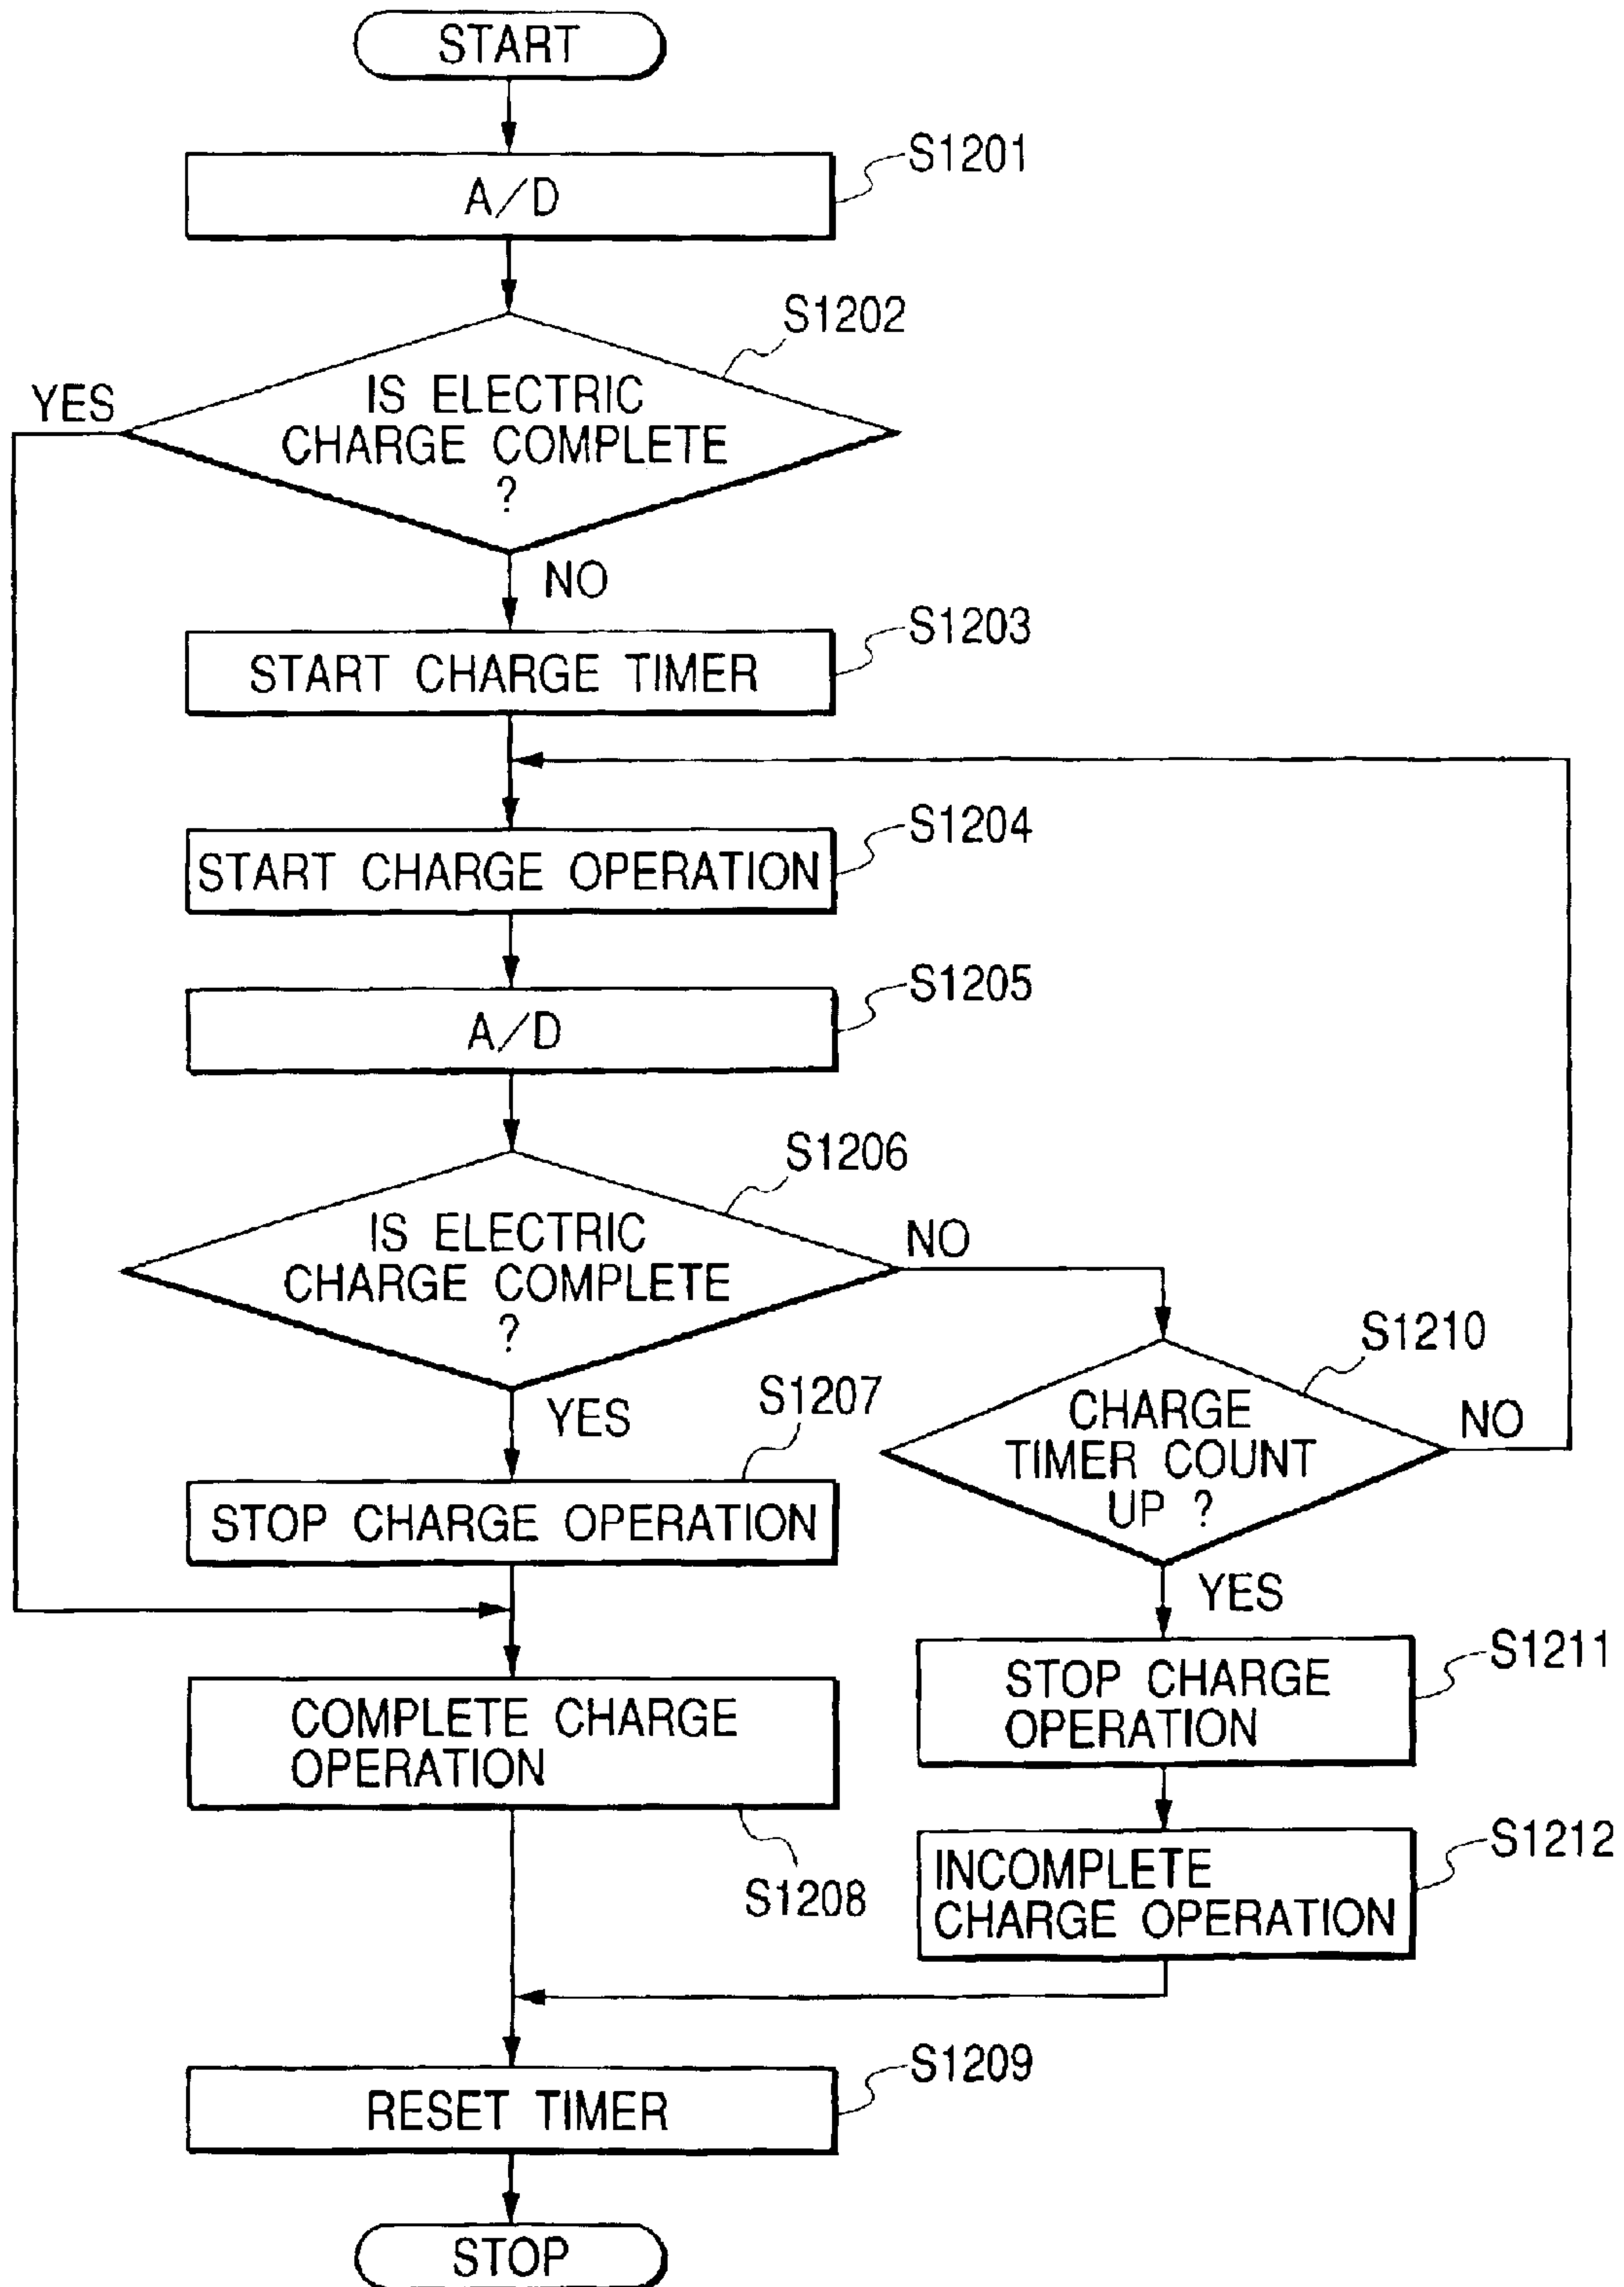 START
S1201
A/D
S1202
YES
IS ELECTRIC
CHARGE COMPLETE
?
NO
S1203
START CHARGE TIMER
S1204
START CHARGE OPERATION
S1205
A/D
S1206
IS ELECTRIC
CHARGE COMPLETE
?
NO
YES
S1207
STOP CHARGE OPERATION
S1210
CHARGE
TIMER COUNT
UP ?
NO
YES
COMPLETE CHARGE
OPERATION
S1208
S1211
STOP CHARGE
OPERATION
S1212
INCOMPLETE
CHARGE OPERATION
S1209
RESET TIMER
STOP